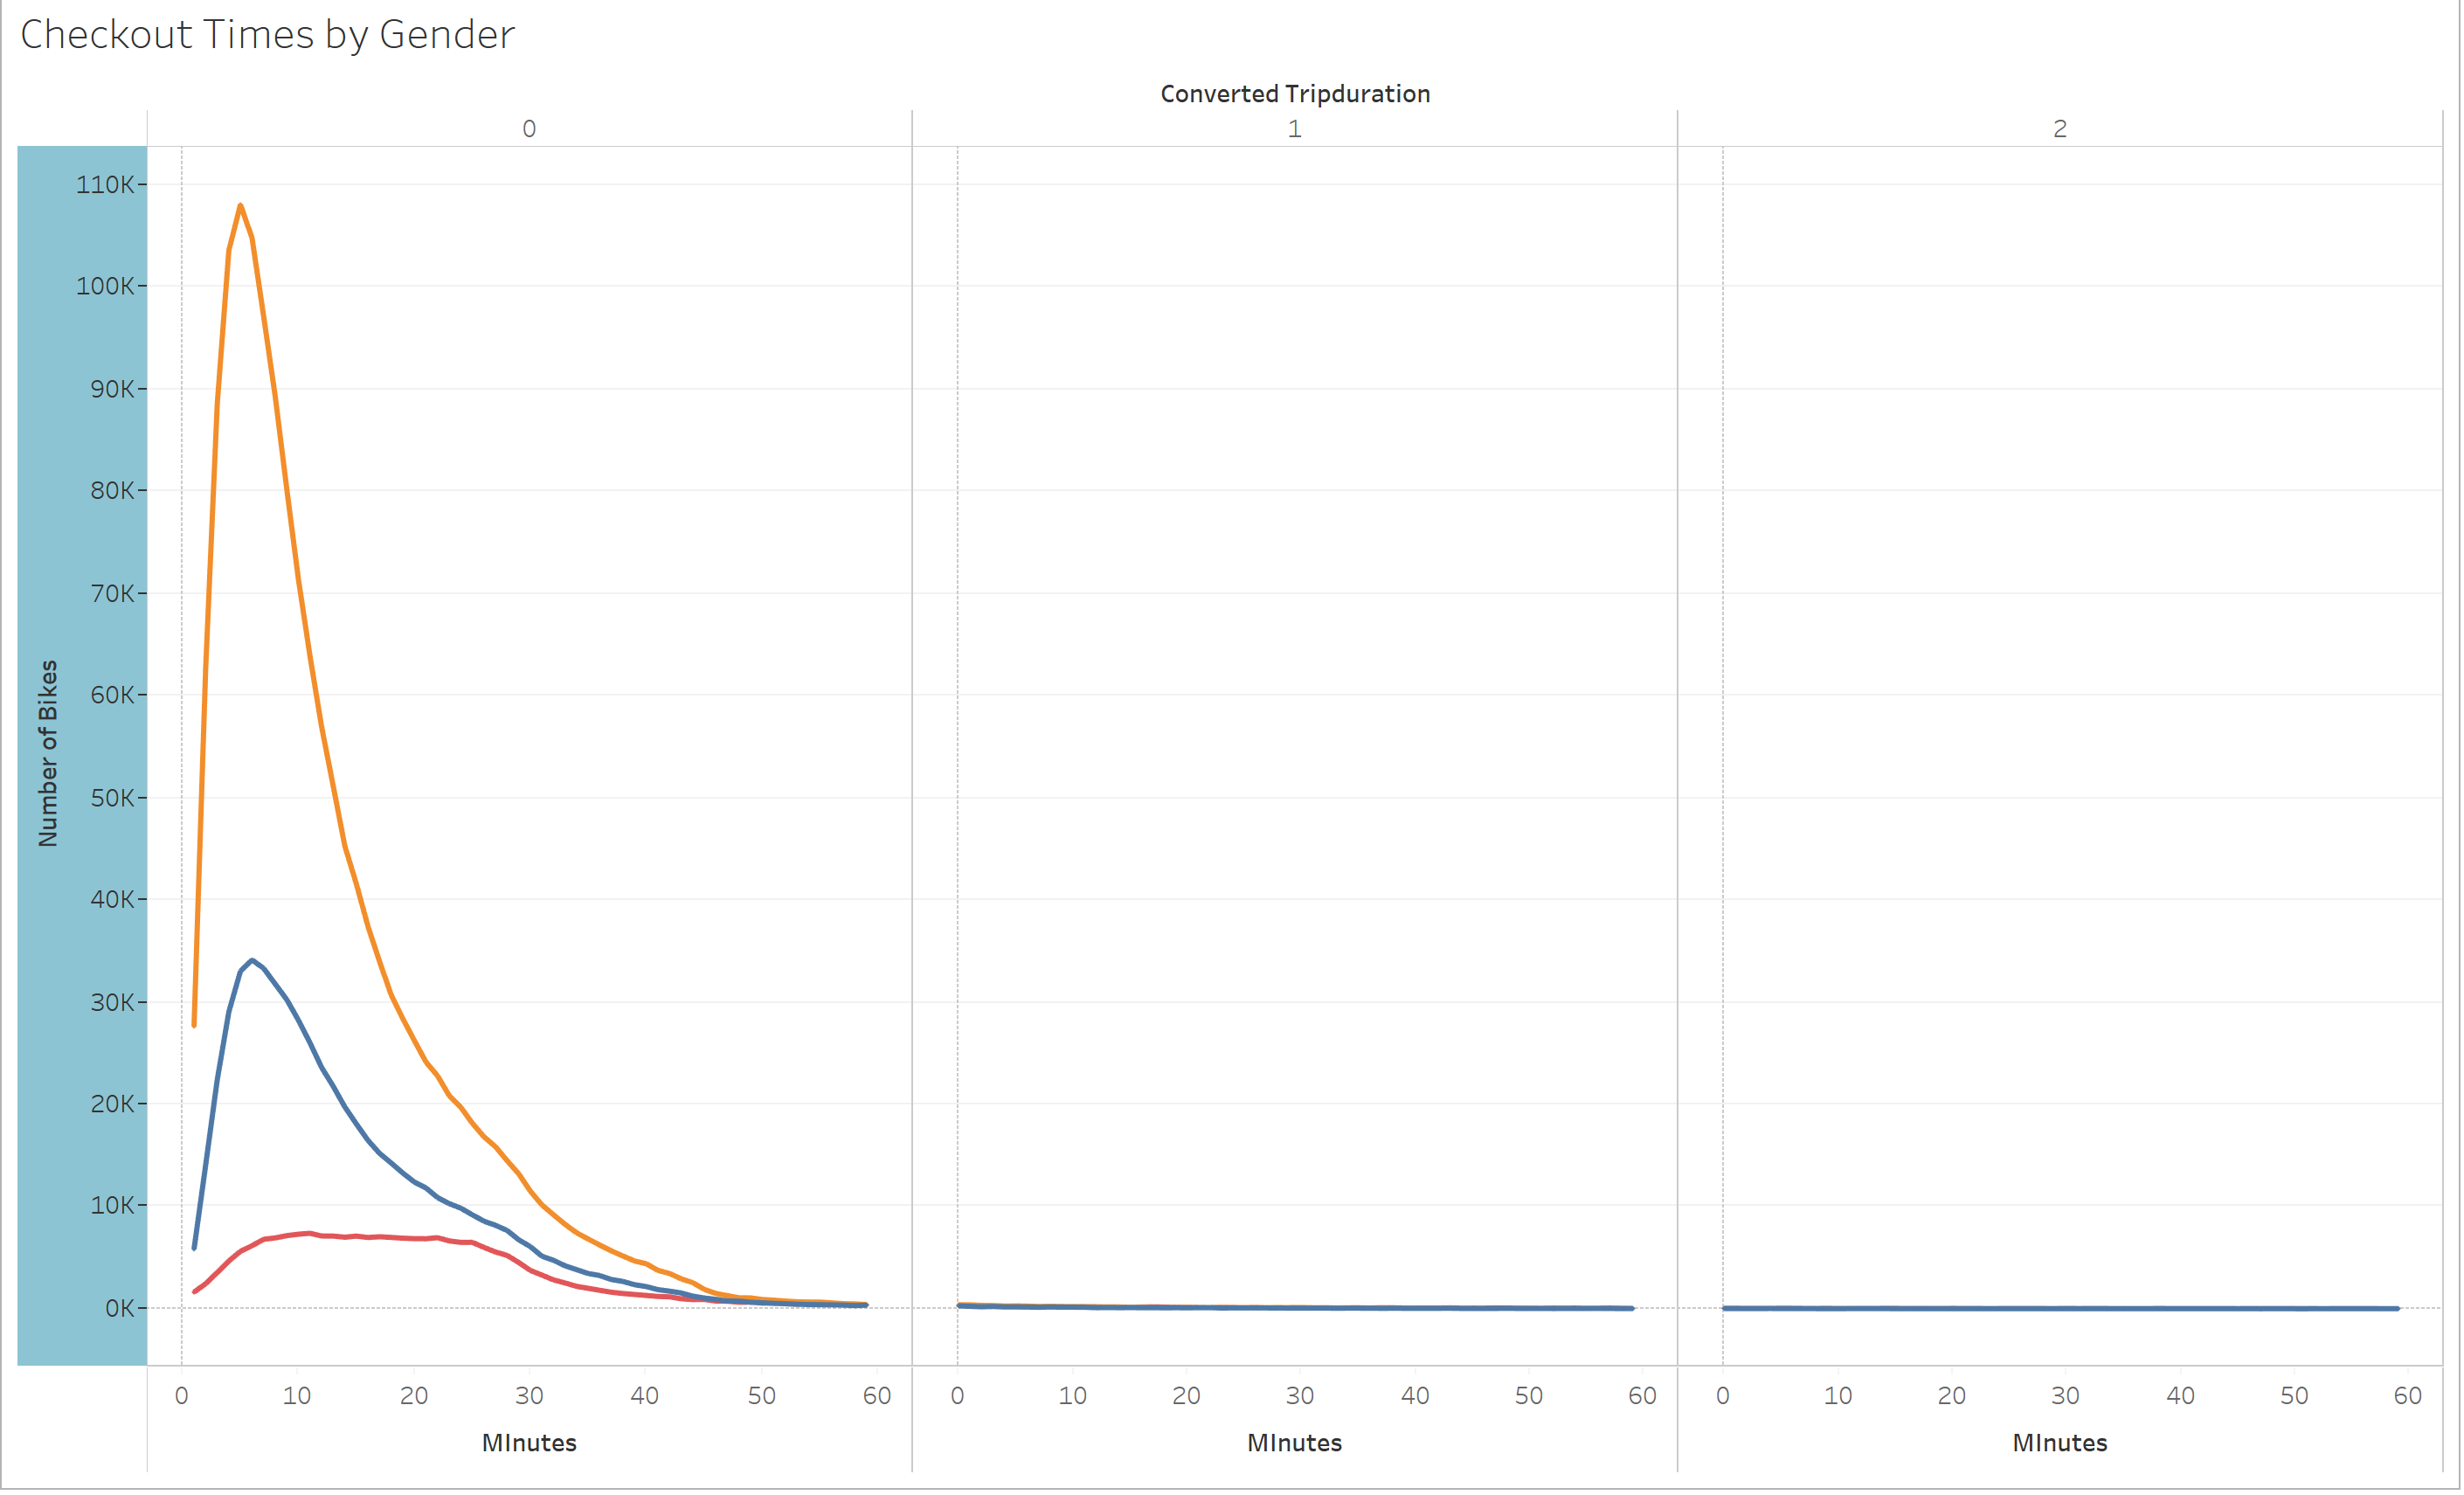 Checkout Times by Gender
Converted Tripduration
0 1 2
110K
100K
90K
80K
70K
60K
50K
40K
30K
20K
10K
0K
Number of Bikes
0 10 20 30 40 50 60 0 10 20 30 40 50 60 0 10 20 30 40 50 60
MInutes MInutes MInutes